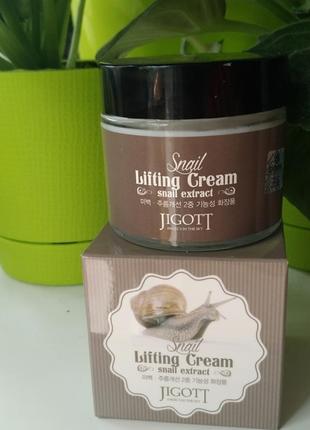 Snail
Lifting Cream
snail extract
미백 · 주름개선 2중 기능성 화장품
JIGOTT
Snail
Lifting Cream
snail extract
미백 · 주름개선 2중 기능성 화장품
JIGOTT